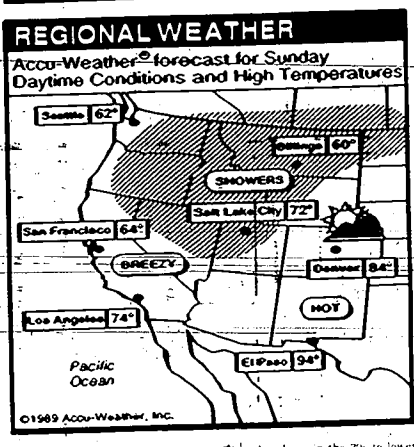 REGIONAL WEATHER
Accu-Weather® forecast for Sunday
Daytime Conditions and High Temperatures
Seattle 62°
Billings 60°
SHOWERS
Salt Lake City 72°
San Francisco 64°
BREEZY
Denver 84°
Los Angeles 74°
HOT
El Paso 94°
Pacific
Ocean
©1989 Accu-Weather, Inc.